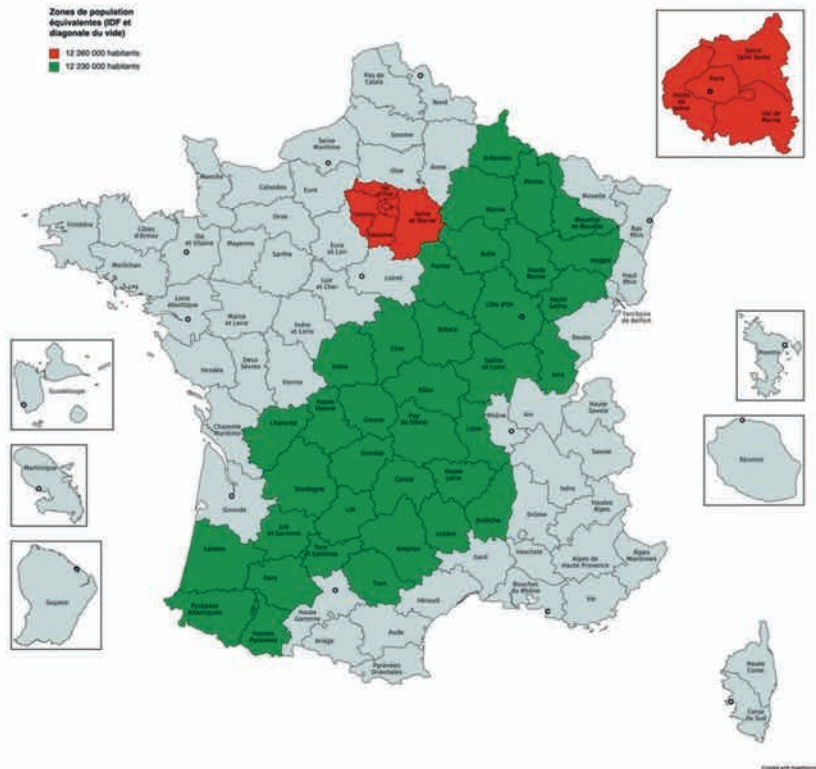 Zones de population
équivalentes (IDF et
diagonale du vide)
12 260 000 habitants
12 230 000 habitants
Pas de
Calais
Nord
Somme
Seine
Maritime
Oise
Aisne
Ardennes
Manche
Calvados
Eure
Orne
Seine
et Marne
Marne
Meuse
Meurthe
et Moselle
Moselle
Bas
Rhin
Haut
Rhin
Vosges
Finistère
Côtes
d'Armor
Ille
et Vilaine
Morbihan
Mayenne
Sarthe
Eure
et Loir
Loiret
Loir
et Cher
Yonne
Aube
Haute
Marne
Haute
Saône
Territoire
de Belfort
Doubs
Jura
Côte d'Or
Nièvre
Saône
et Loire
Loire
Atlantique
Maine
et Loire
Indre
et Loire
Indre
Cher
Vendée
Deux
Sèvres
Vienne
Haute
Vienne
Creuse
Allier
Puy
de Dôme
Loire
Rhône
Ain
Haute
Savoie
Savoie
Isère
Charente
Maritime
Charente
Corrèze
Cantal
Haute
Loire
Ardèche
Drôme
Hautes
Alpes
Gironde
Dordogne
Lot
Lot
et Garonne
Tarn
et Garonne
Aveyron
Lozère
Gard
Vaucluse
Alpes de
Haute Provence
Alpes
Maritimes
Landes
Gers
Tarn
Hérault
Bouches
du Rhône
Var
Pyrénées
Atlantiques
Hautes
Pyrénées
Haute
Garonne
Ariège
Aude
Pyrénées
Orientales
Haute
Corse
Corse
du Sud
Seine
Saint Denis
Paris
Hauts
de
Seine
Val de
Marne
Guadeloupe
Martinique
Guyane
Mayotte
Réunion